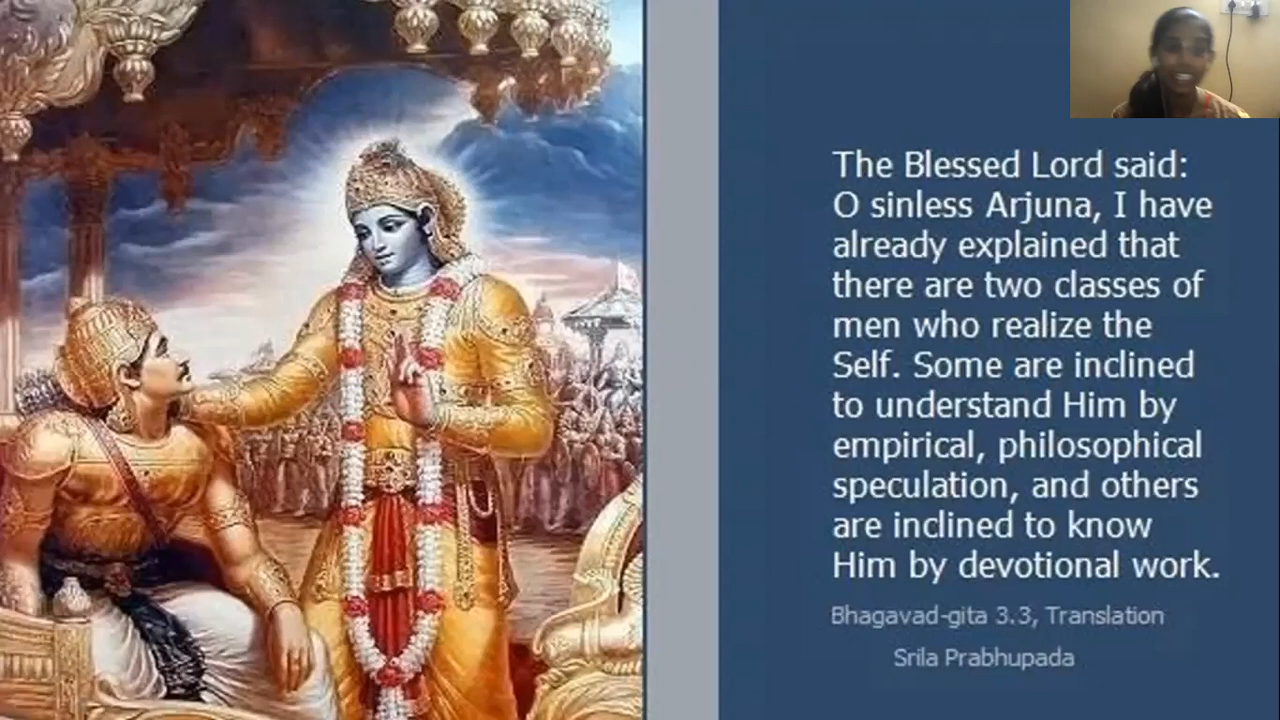 The Blessed Lord said:
O sinless Arjuna, I have
already explained that
there are two classes of
men who realize the
Self. Some are inclined
to understand Him by
empirical, philosophical
speculation, and others
are inclined to know
Him by devotional work.
Bhagavad-gita 3.3, Translation
Srila Prabhupada